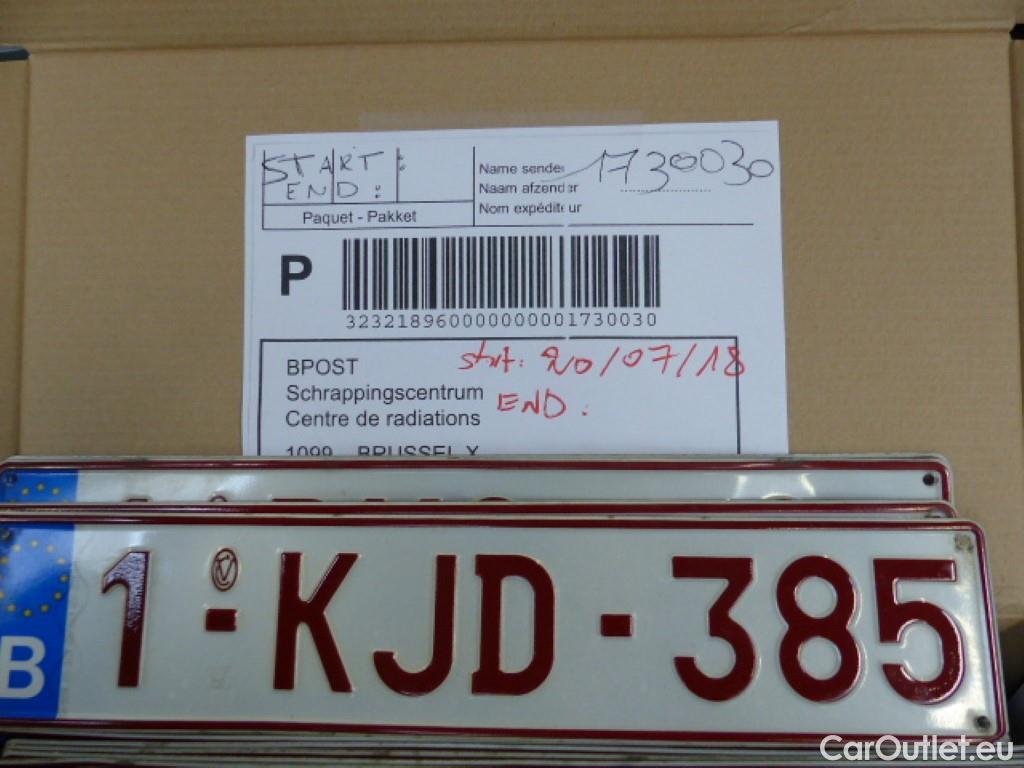 START :
END :
Paquet - Pakket
Name sender
Naam afzender
Nom expéditeur
1730030
P
323218960000000001730030
BPOST
Schrappingscentrum
Centre de radiations
1099 BRUSSEL X
start: 20/07/18
END :
B
1-KJD-385
CarOutlet.eu